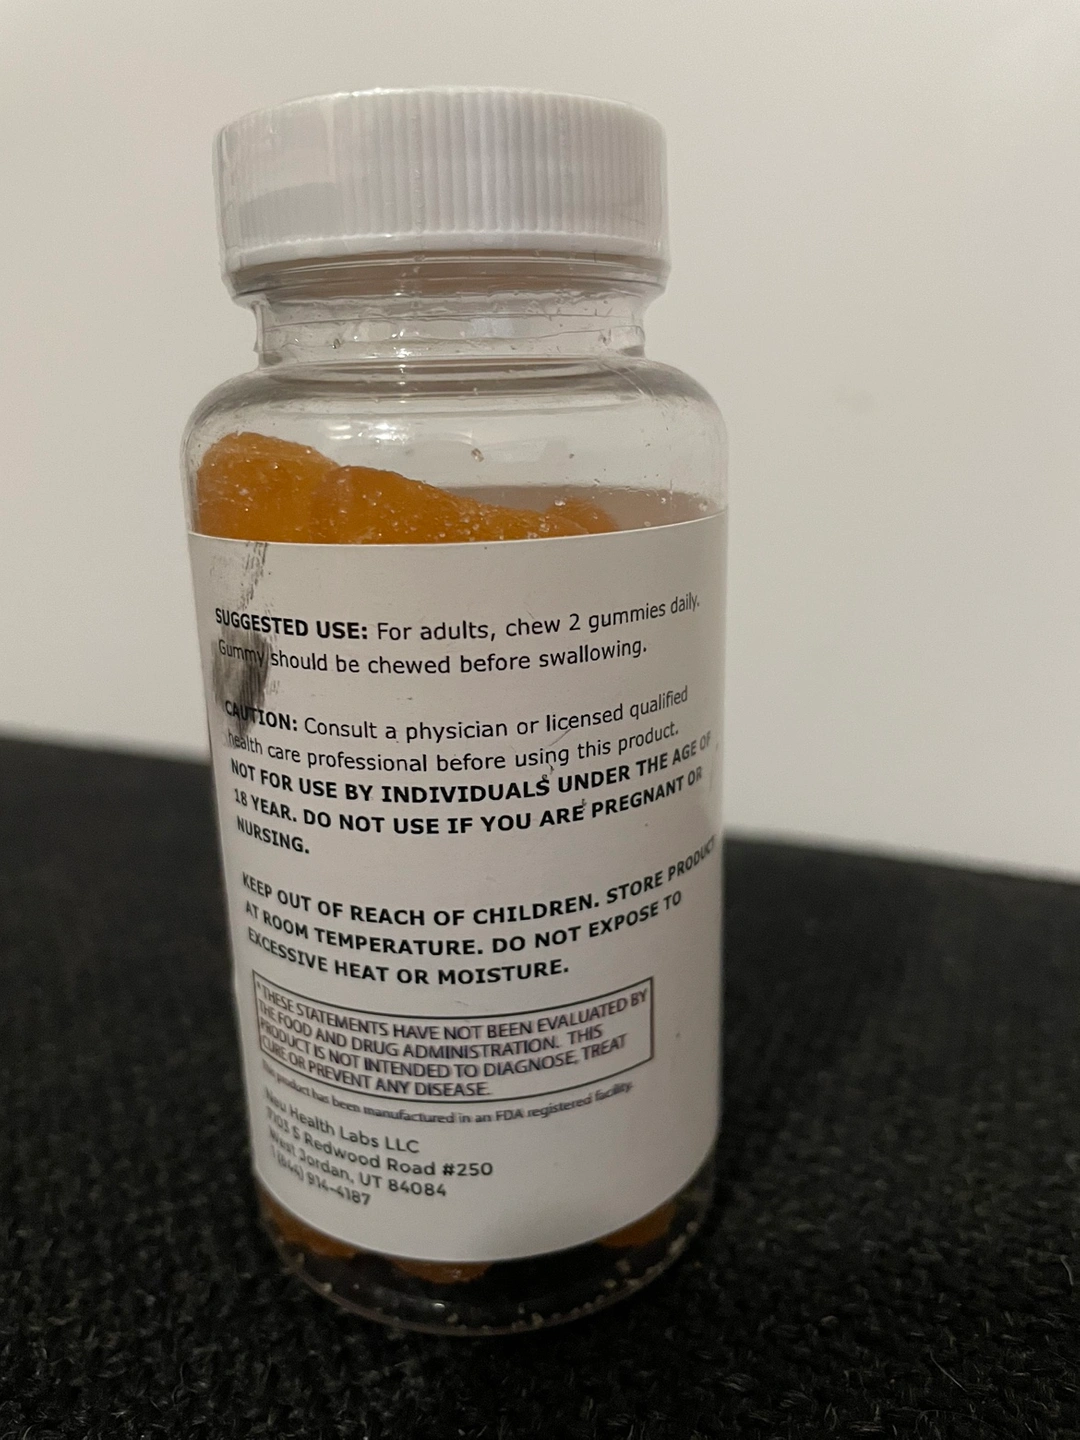 SUGGESTED USE: For adults, chew 2 gummies daily.
Gummy should be chewed before swallowing.
CAUTION: Consult a physician or licensed qualified
health care professional before using this product.
NOT FOR USE BY INDIVIDUALS UNDER THE AGE OF
18 YEAR. DO NOT USE IF YOU ARE PREGNANT OR
NURSING.
KEEP OUT OF REACH OF CHILDREN. STORE PRODUCT
AT ROOM TEMPERATURE. DO NOT EXPOSE TO
EXCESSIVE HEAT OR MOISTURE.
*THESE STATEMENTS HAVE NOT BEEN EVALUATED BY
THE FOOD AND DRUG ADMINISTRATION. THIS
PRODUCT IS NOT INTENDED TO DIAGNOSE, TREAT
CURE OR PREVENT ANY DISEASE.
This product has been manufactured in an FDA registered facility.
Health Labs LLC
S Redwood Road #250
West Jordan, UT 84084
1 (844) 914-4187